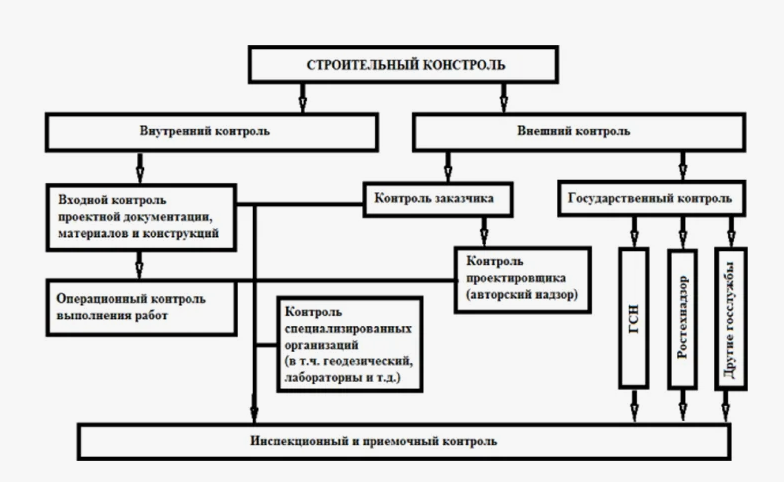 СТРОИТЕЛЬНЫЙ КОНСТРОЛЬ
Внутренний контроль
Внешний контроль
Входной контроль
проектной документации,
материалов и конструкций
Контроль заказчика
Государственный контроль
Операционный контроль
выполнения работ
Контроль
проектировщика
(авторский надзор)
Контроль
специализированных
организаций
(в т.ч. геодезический,
лабораторны и т.д.)
ГСН
Ростехнадзор
Другие госслужбы
Инспекционный и приемочный контроль